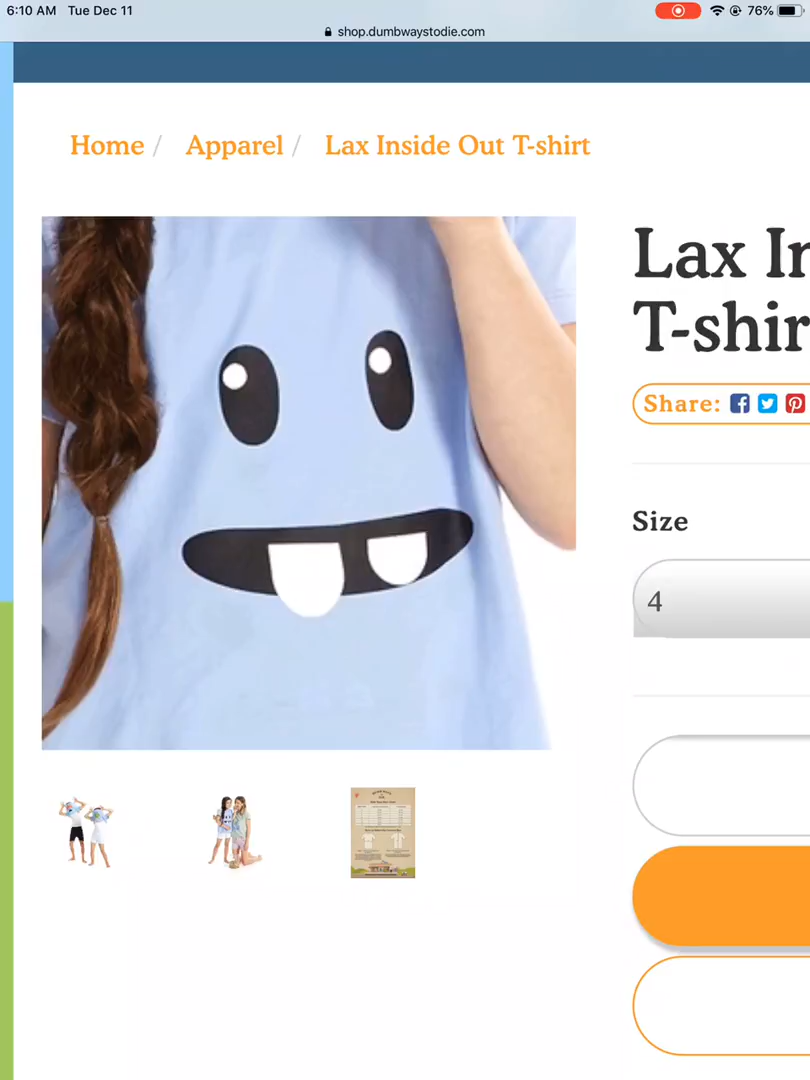 6:10 AM Tue Dec 11
76%
shop.dumbwaystodie.com
Home / Apparel / Lax Inside Out T-shirt
Lax In
T-shir
Share:
Size
4